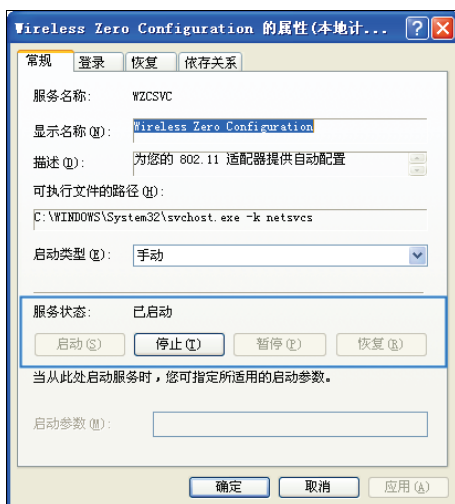 Wireless Zero Configuration 的属性(本地计...
常规 登录 恢复 依存关系
服务名称: WZCSVC
显示名称(N): Wireless Zero Configuration
描述(D): 为您的 802.11 适配器提供自动配置
可执行文件的路径(H):
C:\WINDOWS\System32\svchost.exe -k netsvcs
启动类型(E): 手动
服务状态: 已启动
启动(S) 停止(T) 暂停(P) 恢复(R)
当从此处启动服务时，您可指定所适用的启动参数。
启动参数(M):
确定 取消 应用(A)